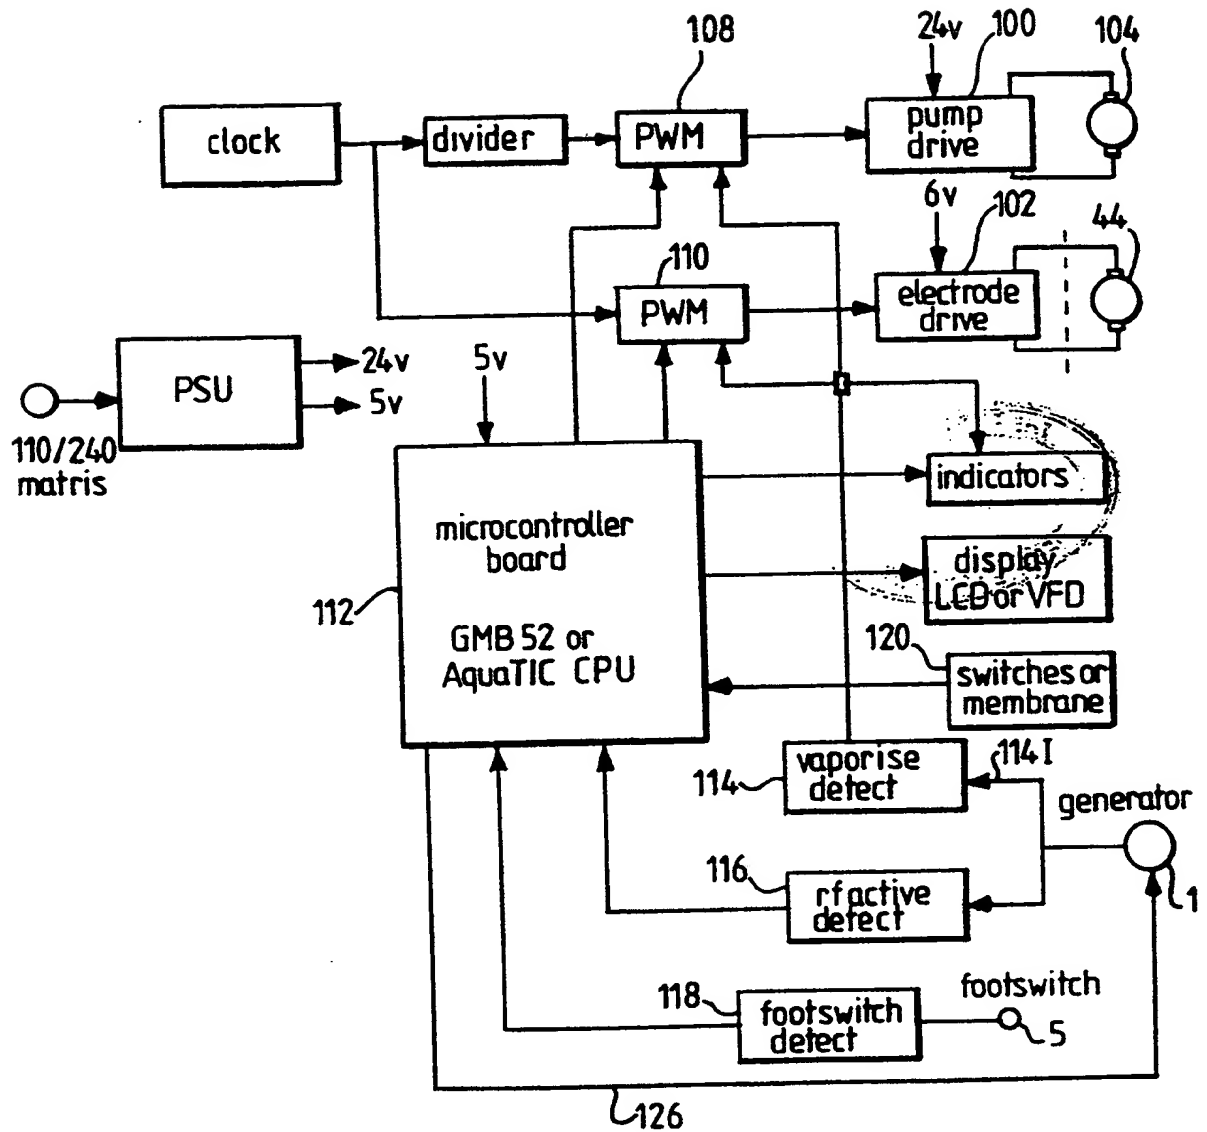 108
24v
100
104
clock
divider
PWM
pump
drive
6v
102
44
110
PWM
electrode
drive
PSU
24v
5v
5v
110/240
matris
indicators
microcontroller
board
display
LCD or VFD
112
GMB 52 or
AquaTIC CPU
120
switches or
membrane
114
vaporise
detect
114 I
generator
116
rf active
detect
1
118
footswitch
detect
footswitch
5
126